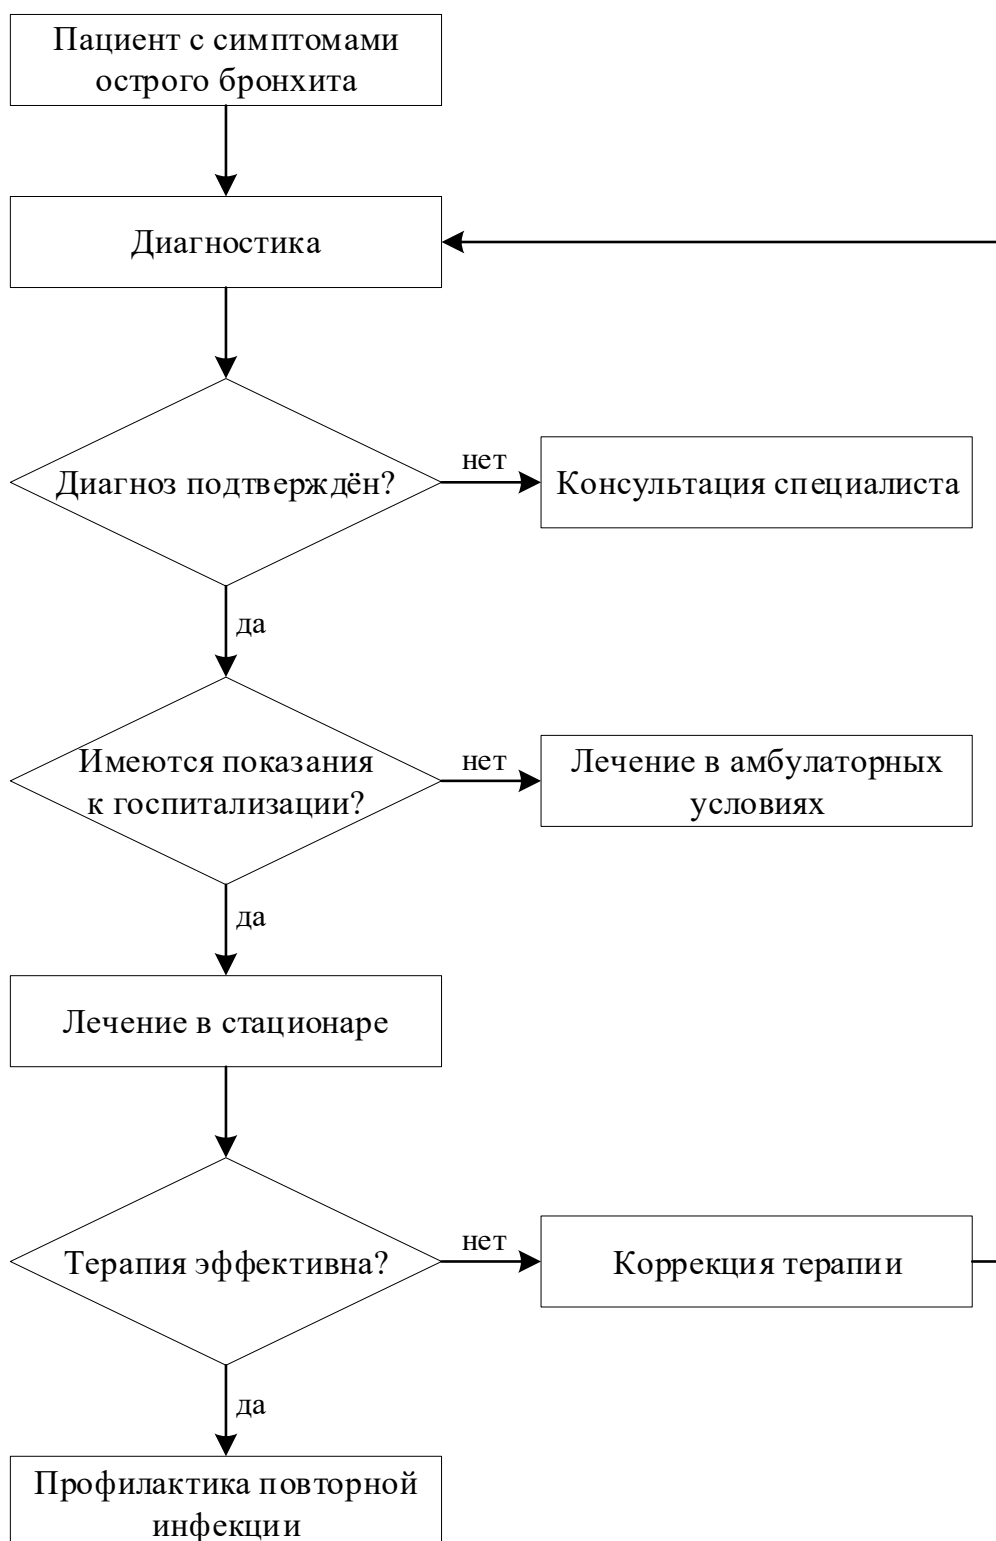 Пациент с симптомами
острого бронхита
Диагностика
Диагноз подтверждён?
нет
Консультация специалиста
да
Имеются показания
к госпитализации?
нет
Лечение в амбулаторных
условиях
да
Лечение в стационаре
Терапия эффективна?
нет
Коррекция терапии
да
Профилактика повторной
инфекции